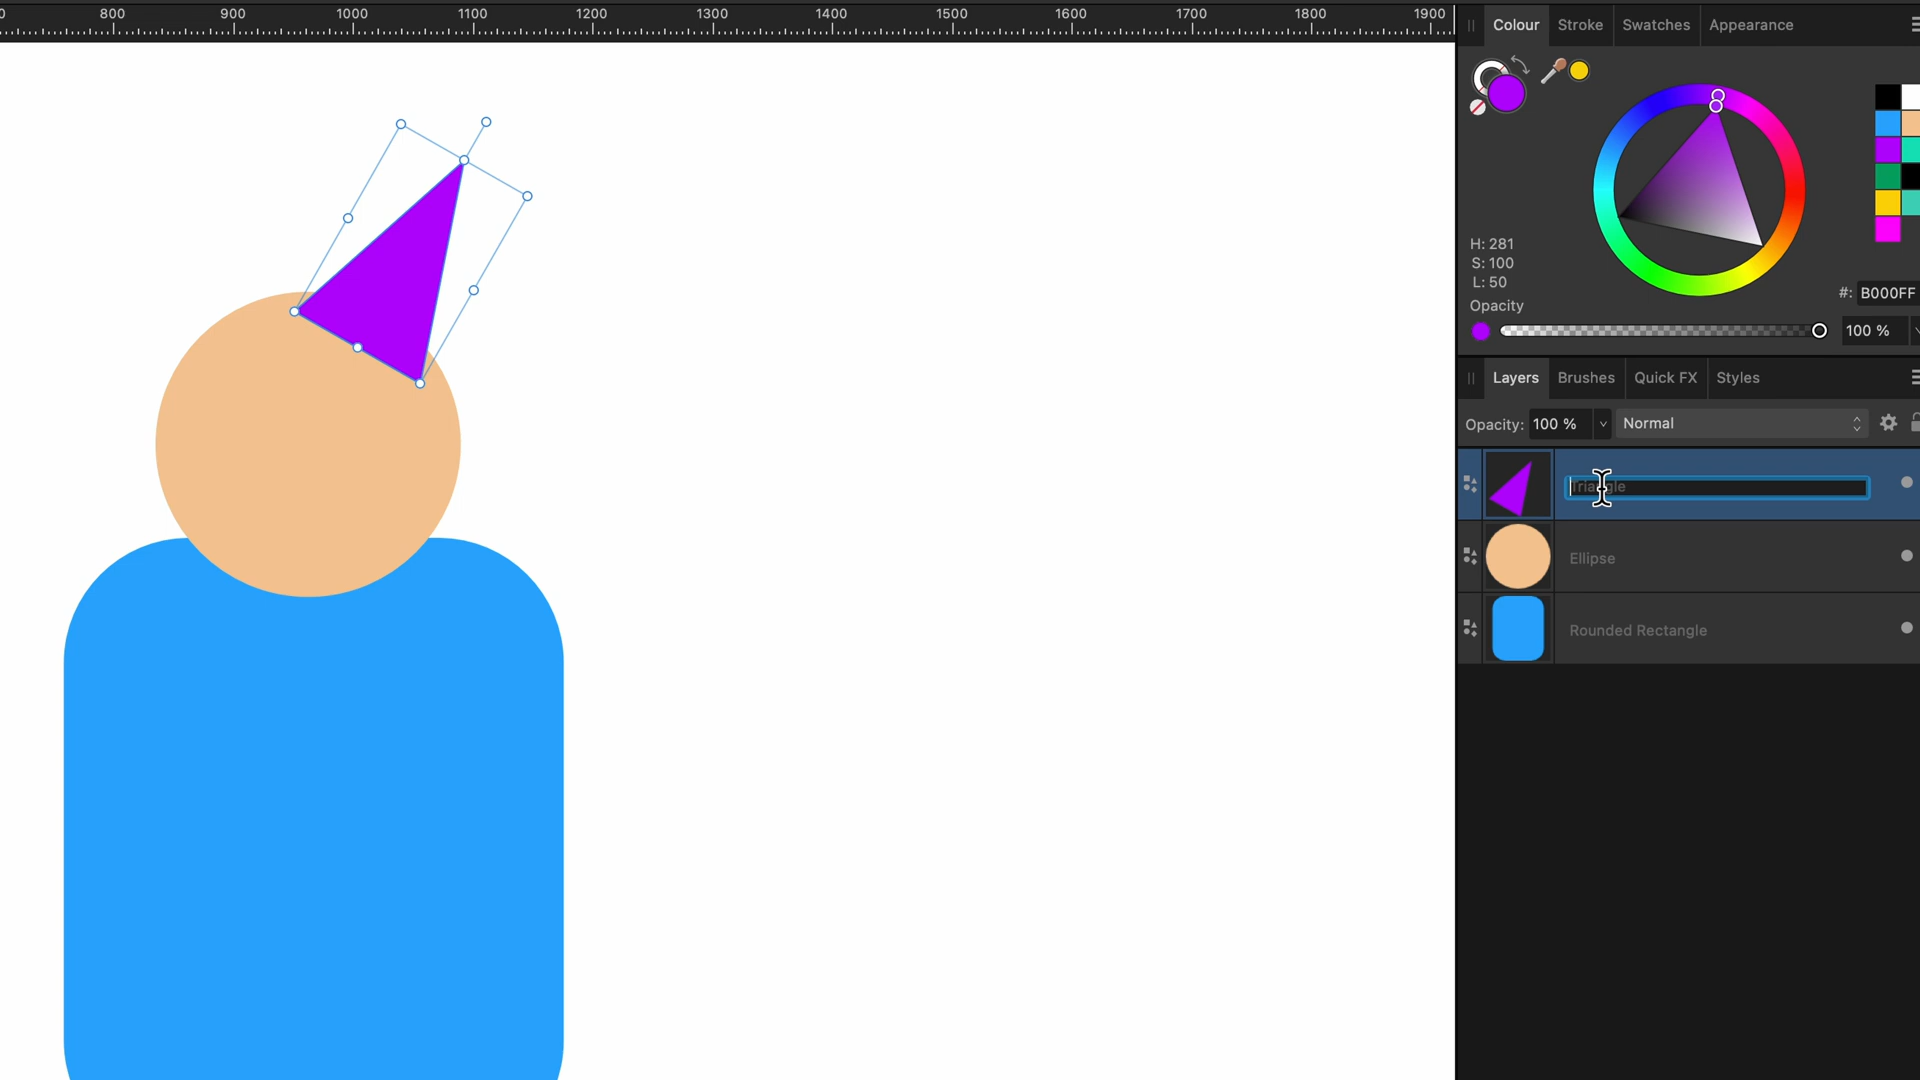 800 900 1000 1100 1200 1300 1400 1500 1600 1700 1800 1900
Colour Stroke Swatches Appearance
H: 281
S: 100
L: 50
#: B000FF
Opacity
100 %
Layers Brushes Quick FX Styles
Opacity: 100 % Normal
Triangle
Ellipse
Rounded Rectangle